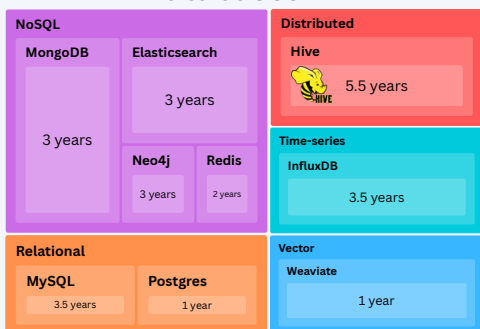 NoSQL
MongoDB
3 years
Elasticsearch
3 years
Neo4j
3 years
Redis
2 years
Distributed
Hive
HIVE
5.5 years
Time-series
InfluxDB
3.5 years
Relational
MySQL
3.5 years
Postgres
1 year
Vector
Weaviate
1 year